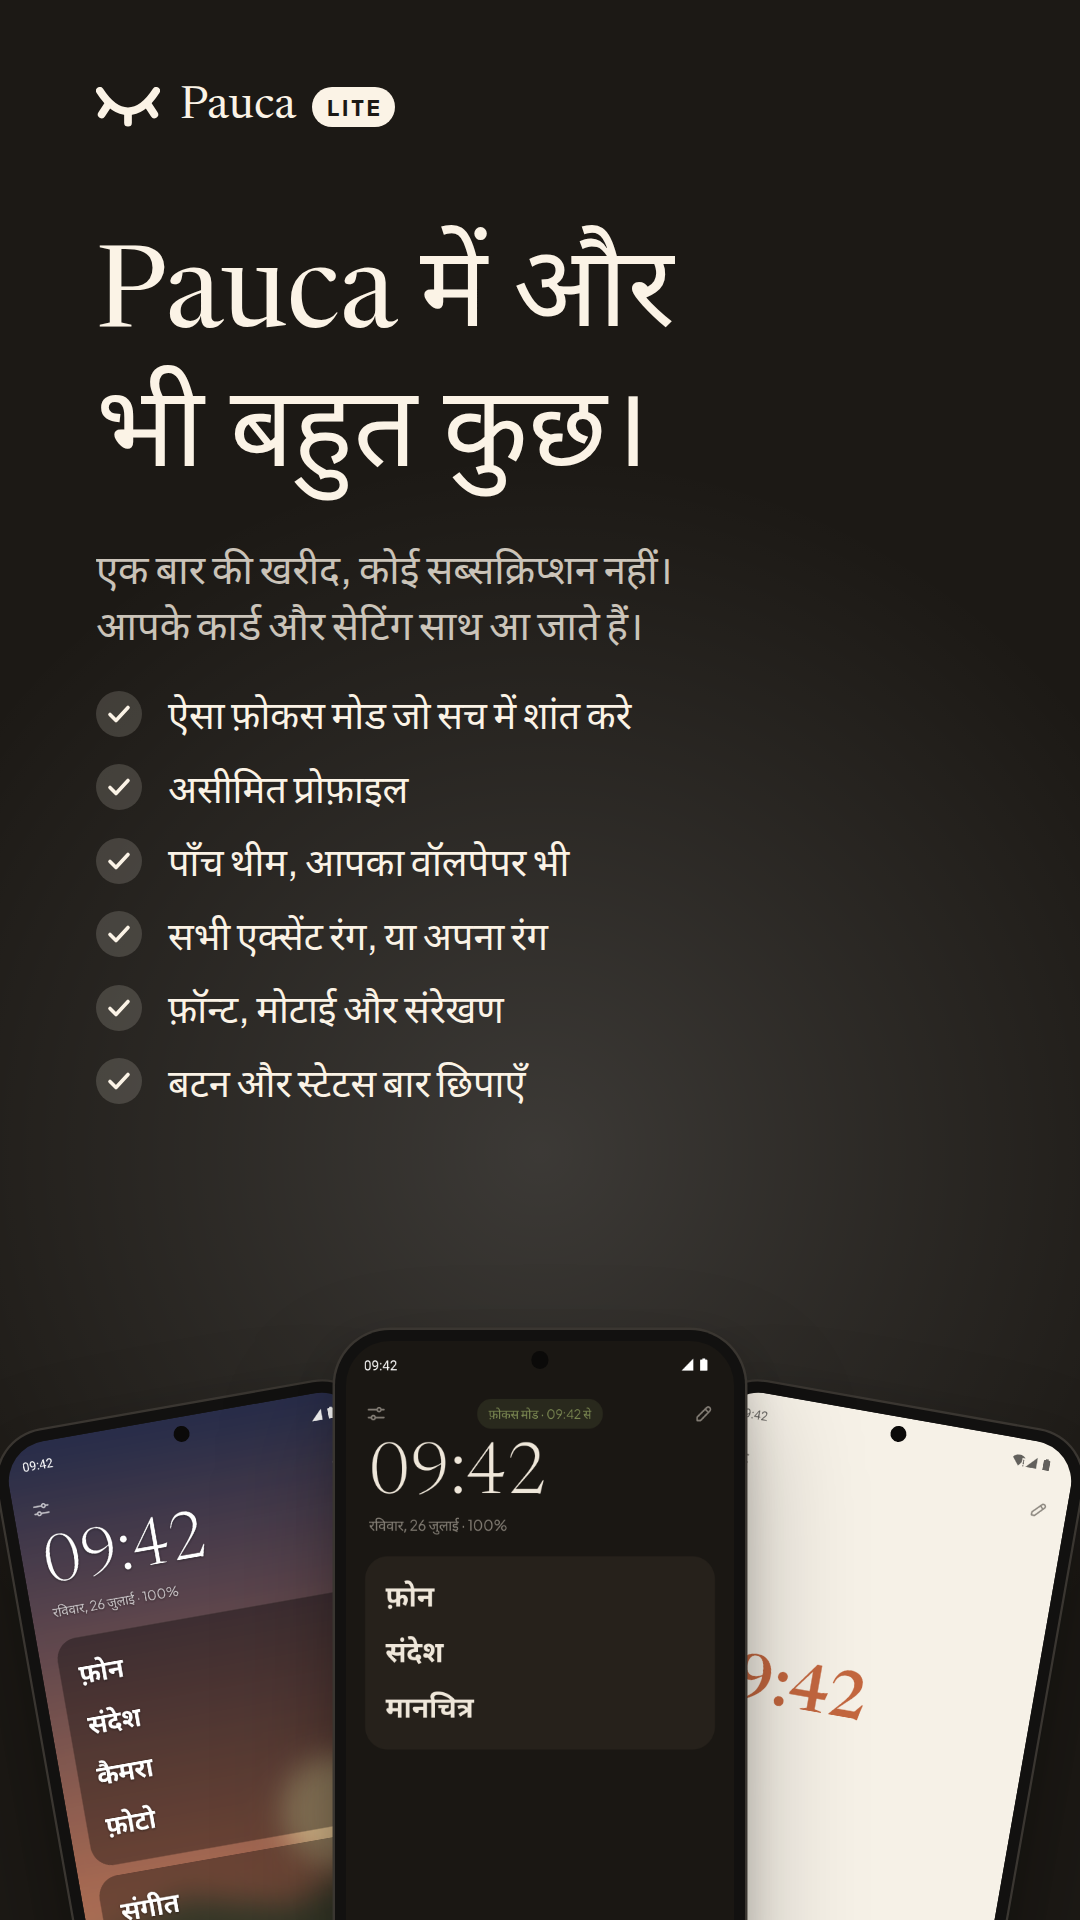 Pauca LITE
Pauca में और
भी बहुत कुछ।
एक बार की खरीद, कोई सब्सक्रिप्शन नहीं।
आपके कार्ड और सेटिंग साथ आ जाते हैं।
ऐसा फ़ोकस मोड जो सच में शांत करे
असीमित प्रोफ़ाइल
पाँच थीम, आपका वॉलपेपर भी
सभी एक्सेंट रंग, या अपना रंग
फ़ॉन्ट, मोटाई और संरेखण
बटन और स्टेटस बार छिपाएँ
09:42
09:42
रविवार, 26 जुलाई · 100%
फ़ोन
संदेश
कैमरा
फ़ोटो
संगीत
09:42
फ़ोकस मोड · 09:42 से
09:42
रविवार, 26 जुलाई · 100%
फ़ोन
संदेश
मानचित्र
9:42
9:42